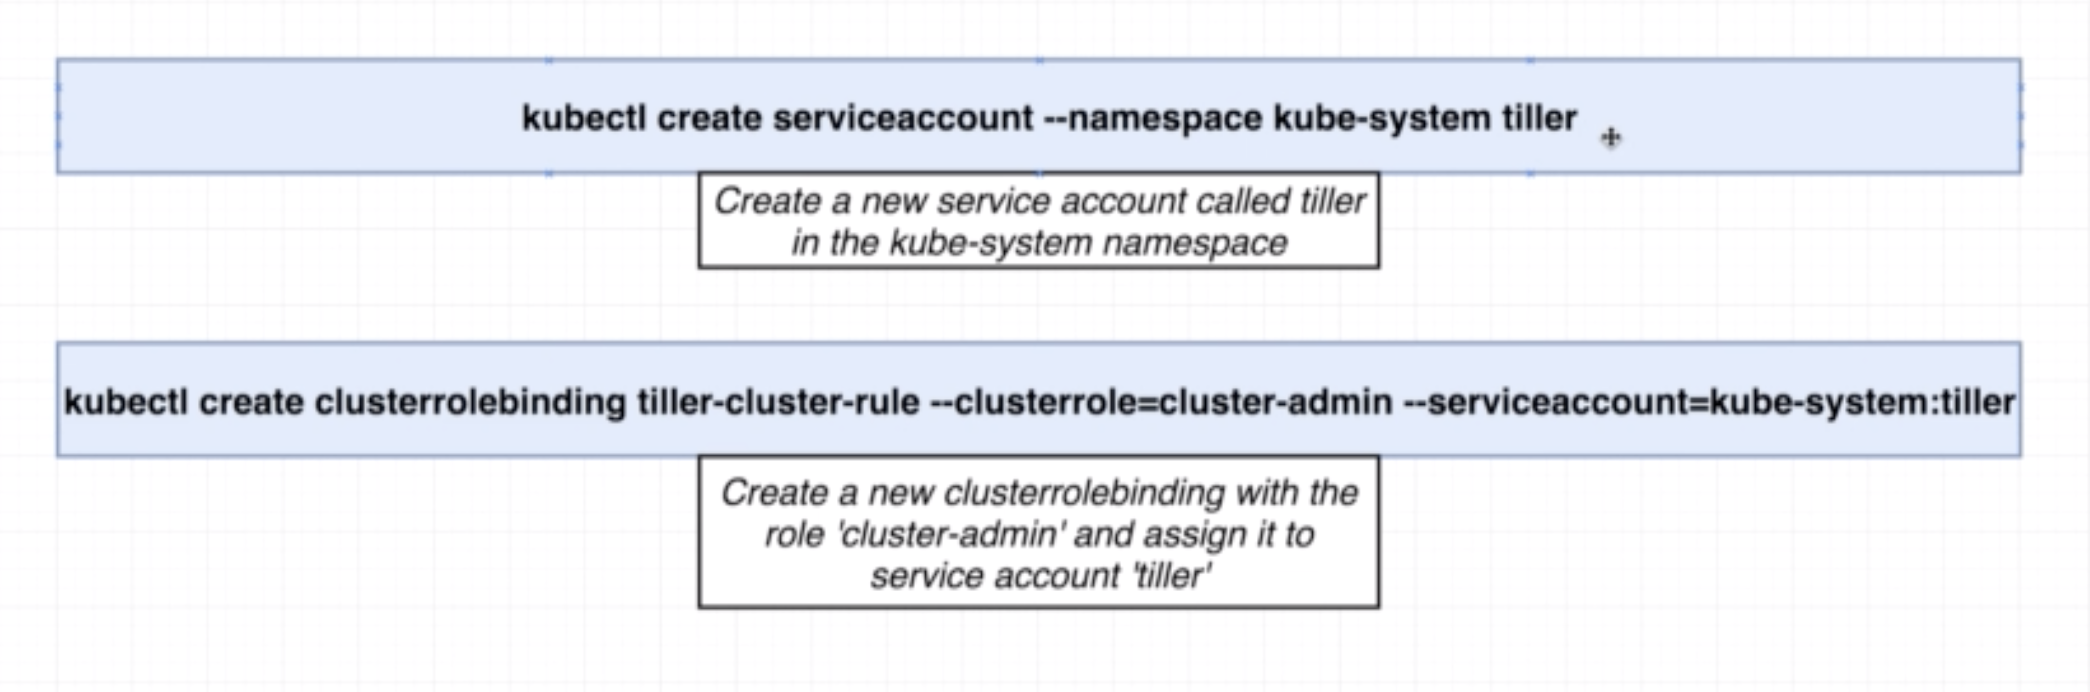 kubectl create serviceaccount --namespace kube-system tiller
Create a new service account called tiller
in the kube-system namespace
kubectl create clusterrolebinding tiller-cluster-rule --clusterrole=cluster-admin --serviceaccount=kube-system:tiller
Create a new clusterrolebinding with the
role 'cluster-admin' and assign it to
service account 'tiller'